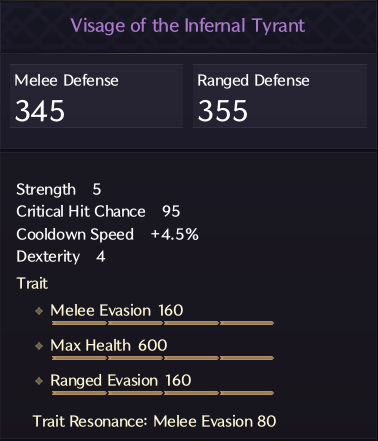 Visage of the Infernal Tyrant
Melee Defense
345
Ranged Defense
355
Strength 5
Critical Hit Chance 95
Cooldown Speed +4.5%
Dexterity 4
Trait
Melee Evasion 160
Max Health 600
Ranged Evasion 160
Trait Resonance: Melee Evasion 80